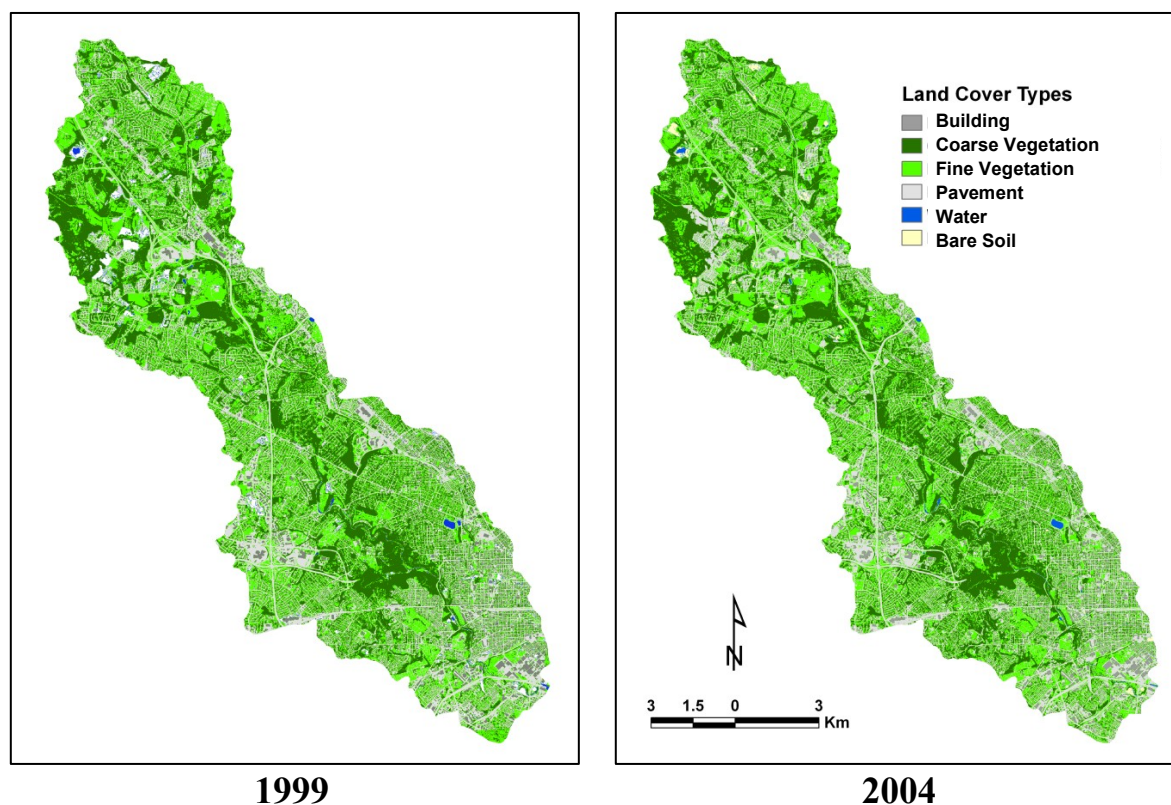 Land Cover Types
Building
Coarse Vegetation
Fine Vegetation
Pavement
Water
Bare Soil
N
3 1.5 0 3
Km
1999
2004